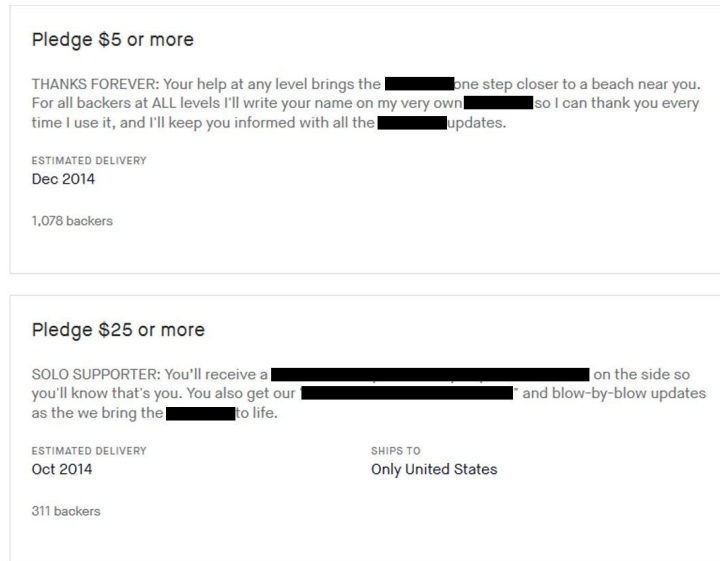 Pledge $5 or more
THANKS FOREVER: Your help at any level brings the one step closer to a beach near you.
For all backers at ALL levels I'll write your name on my very own so I can thank you every
time I use it, and I'll keep you informed with all the updates.
ESTIMATED DELIVERY
Dec 2014
1,078 backers
Pledge $25 or more
SOLO SUPPORTER: You'll receive a on the side so
you'll know that's you. You also get our " " and blow-by-blow updates
as the we bring the to life.
ESTIMATED DELIVERY
Oct 2014
SHIPS TO
Only United States
311 backers